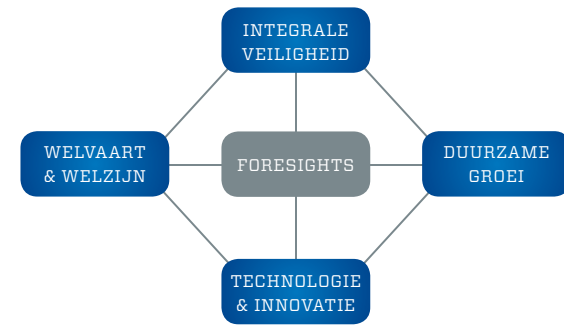 INTEGRALE
VEILIGHEID
WELVAART
& WELZIJN
FORESIGHTS
DUURZAME
GROEI
TECHNOLOGIE
& INNOVATIE